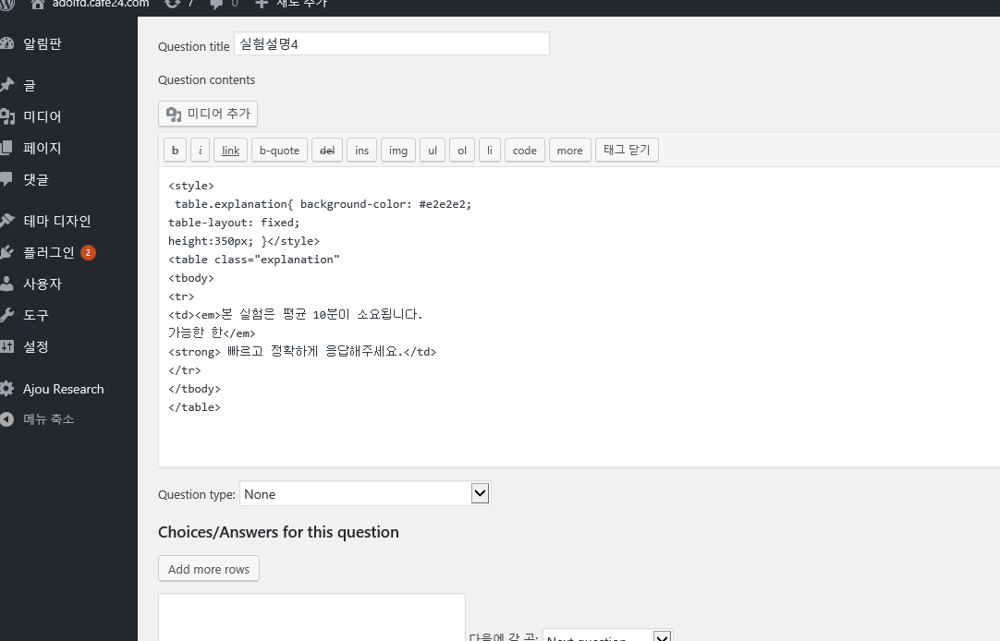 adolfd.cafe24.com 7 0 새로 추가
알림판
글
미디어
페이지
댓글
테마 디자인
플러그인 2
사용자
도구
설정
Ajou Research
메뉴 축소
Question title 실험설명4
Question contents
미디어 추가
b i link b-quote del ins img ul ol li code more 태그 닫기
<style>
table.explanation{ background-color: #e2e2e2;
table-layout: fixed;
height:350px; }</style>
<table class="explanation"
<tbody>
<tr>
<td><em>본 실험은 평균 10분이 소요됩니다.
가능한 한</em>
<strong> 빠르고 정확하게 응답해주세요.</td>
</tr>
</tbody>
</table>
Question type: None
Choices/Answers for this question
Add more rows
다음에 갈 곳: Next question